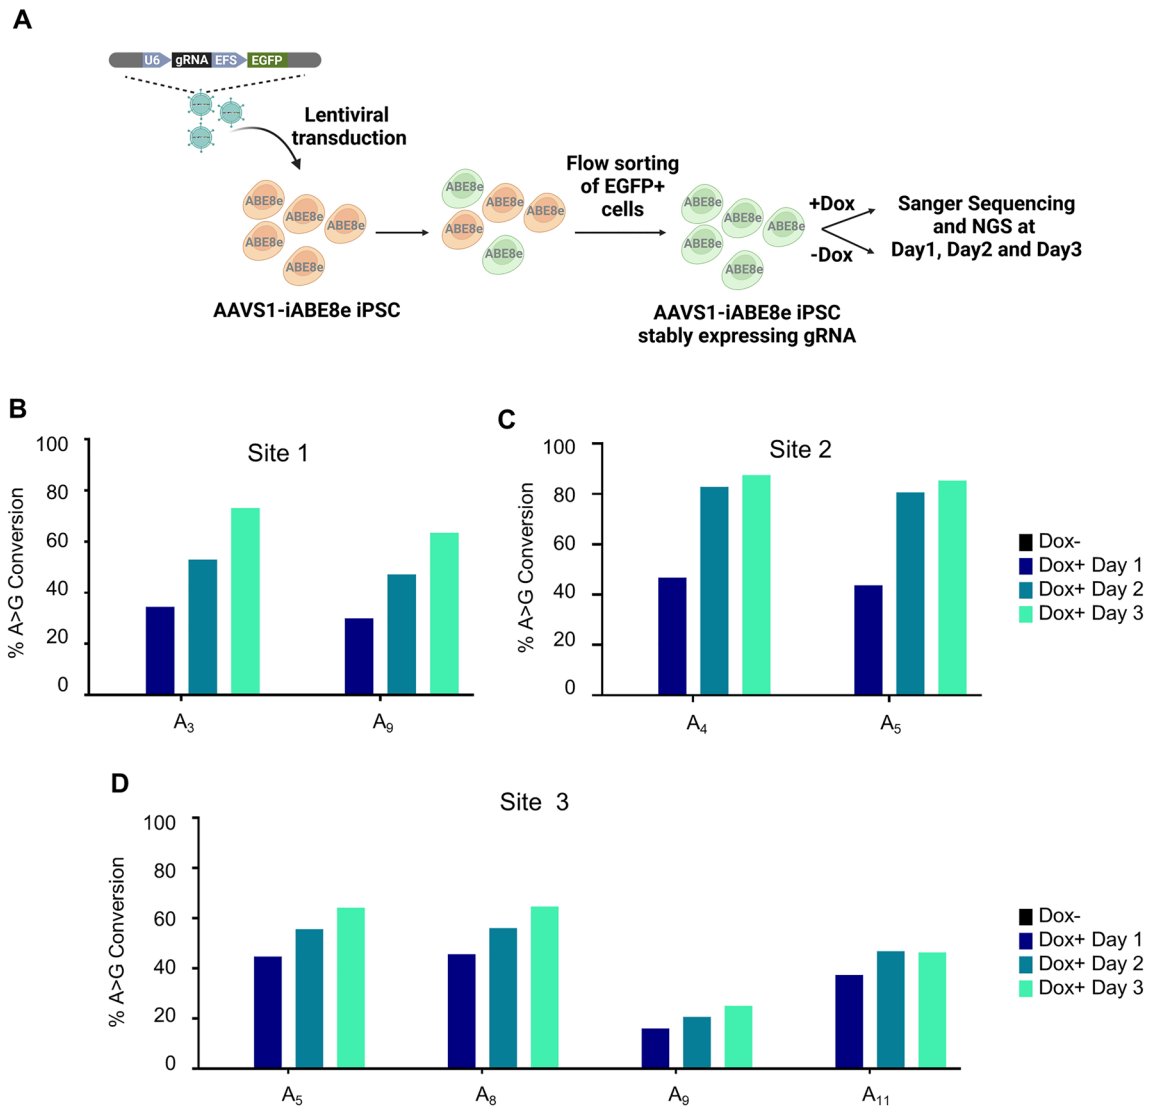 A
U6 gRNA EFS EGFP
Lentiviral
transduction
ABE8e
ABE8e
ABE8e
ABE8e
ABE8e
AAVS1-iABE8e iPSC
ABE8e
ABE8e
ABE8e
ABE8e
ABE8e
Flow sorting
of EGFP+
cells
ABE8e
ABE8e
ABE8e
ABE8e
ABE8e
AAVS1-iABE8e iPSC
stably expressing gRNA
+Dox
-Dox
Sanger Sequencing
and NGS at
Day1, Day2 and Day3
B
Site 1
% A>G Conversion
100
80
60
40
20
0
A3
A9
C
Site 2
% A>G Conversion
100
80
60
40
20
0
A4
A5
Dox-
Dox+ Day 1
Dox+ Day 2
Dox+ Day 3
D
Site 3
% A>G Conversion
100
80
60
40
20
0
A5
A8
A9
A11
Dox-
Dox+ Day 1
Dox+ Day 2
Dox+ Day 3